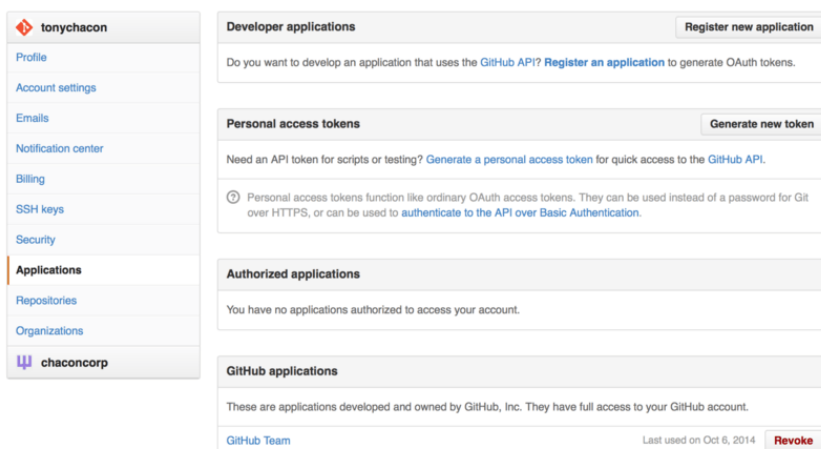 tonychacon
Profile
Account settings
Emails
Notification center
Billing
SSH keys
Security
Applications
Repositories
Organizations
chaconcorp
Developer applications
Register new application
Do you want to develop an application that uses the GitHub API? Register an application to generate OAuth tokens.
Personal access tokens
Generate new token
Need an API token for scripts or testing? Generate a personal access token for quick access to the GitHub API.
Personal access tokens function like ordinary OAuth access tokens. They can be used instead of a password for Git
over HTTPS, or can be used to authenticate to the API over Basic Authentication.
Authorized applications
You have no applications authorized to access your account.
GitHub applications
These are applications developed and owned by GitHub, Inc. They have full access to your GitHub account.
GitHub Team
Last used on Oct 6, 2014
Revoke